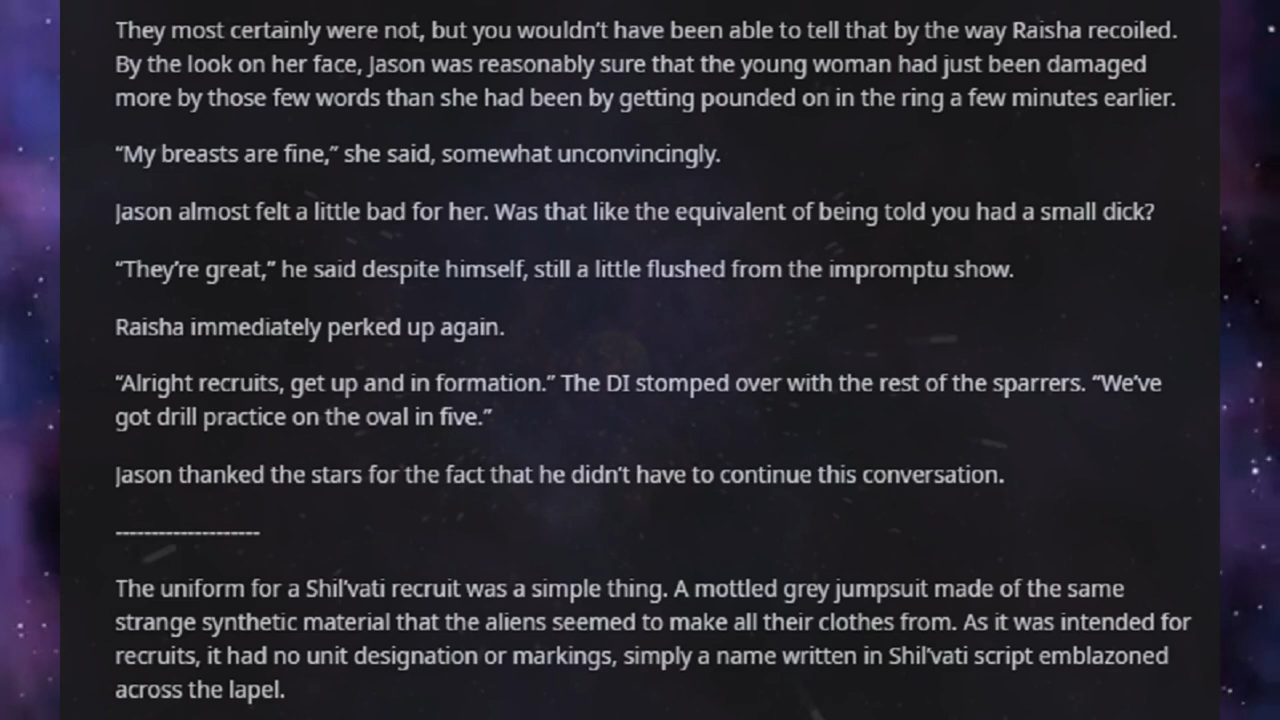 They most certainly were not, but you wouldn’t have been able to tell that by the way Raisha recoiled.
By the look on her face, Jason was reasonably sure that the young woman had just been damaged
more by those few words than she had been by getting pounded on in the ring a few minutes earlier.
“My breasts are fine,” she said, somewhat unconvincingly.
Jason almost felt a little bad for her. Was that like the equivalent of being told you had a small dick?
“They’re great,” he said despite himself, still a little flushed from the impromptu show.
Raisha immediately perked up again.
“Alright recruits, get up and in formation.” The DI stomped over with the rest of the sparrers. “We’ve
got drill practice on the oval in five.”
Jason thanked the stars for the fact that he didn’t have to continue this conversation.
--------------------
The uniform for a Shil’vati recruit was a simple thing. A mottled grey jumpsuit made of the same
strange synthetic material that the aliens seemed to make all their clothes from. As it was intended for
recruits, it had no unit designation or markings, simply a name written in Shil’vati script emblazoned
across the lapel.